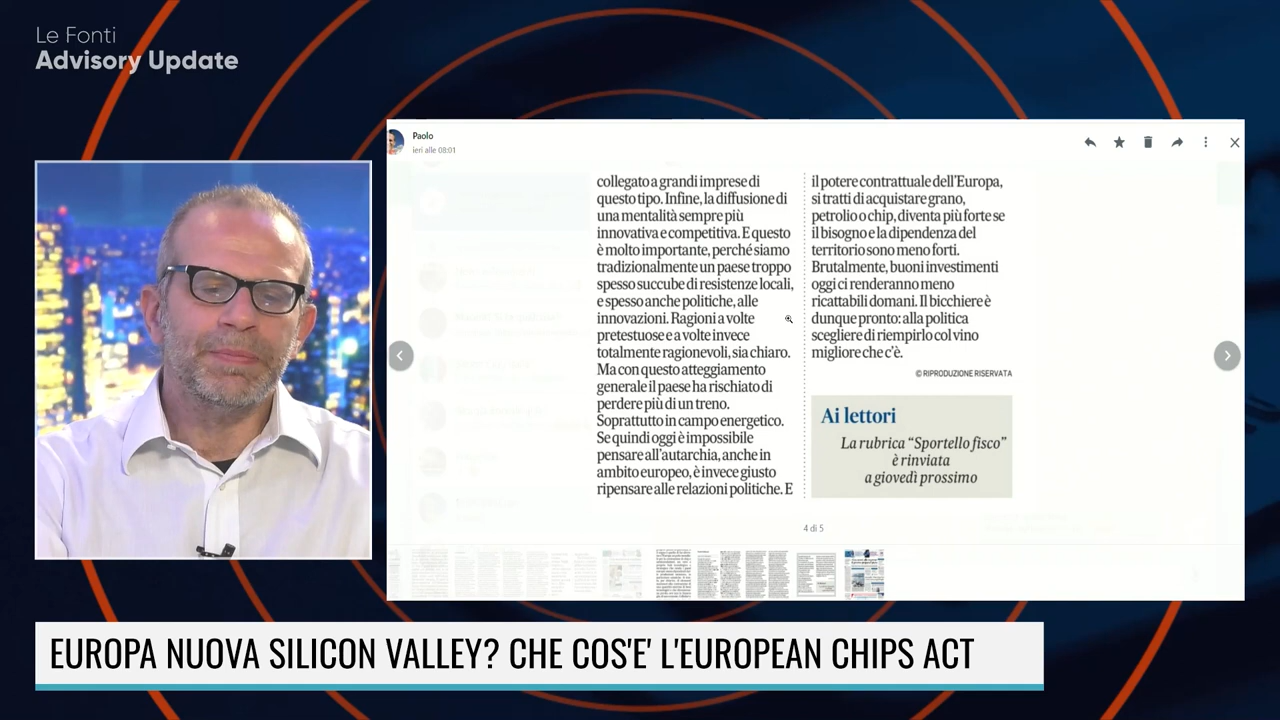 Le Fonti
Advisory Update
Paolo
ieri alle 08:01
collegato a grandi imprese di
questo tipo. Infine, la diffusione di
una mentalità sempre più
innovativa e competitiva. E questo
è molto importante, perché siamo
tradizionalmente un paese troppo
spesso succube di resistenze locali,
e spesso anche politiche, alle
innovazioni. Ragioni a volte
pretestuose e a volte invece
totalmente ragionevoli, sia chiaro.
Ma con questo atteggiamento
generale il paese ha rischiato di
perdere più di un treno.
Soprattutto in campo energetico.
Se quindi oggi è impossibile
pensare all'autarchia, anche in
ambito europeo, è invece giusto
ripensare alle relazioni politiche. E
il potere contrattuale dell'Europa,
si tratti di acquistare grano,
petrolio o chip, diventa più forte se
il bisogno e la dipendenza del
territorio sono meno forti.
Brutalmente, buoni investimenti
oggi ci renderanno meno
ricattabili domani. Il bicchiere è
dunque pronto: alla politica
scegliere di riempirlo col vino
migliore che c'è.
© RIPRODUZIONE RISERVATA
Ai lettori
La rubrica “Sportello fisco”
è rinviata
a giovedì prossimo
4 di 5
EUROPA NUOVA SILICON VALLEY? CHE COS'E' L'EUROPEAN CHIPS ACT